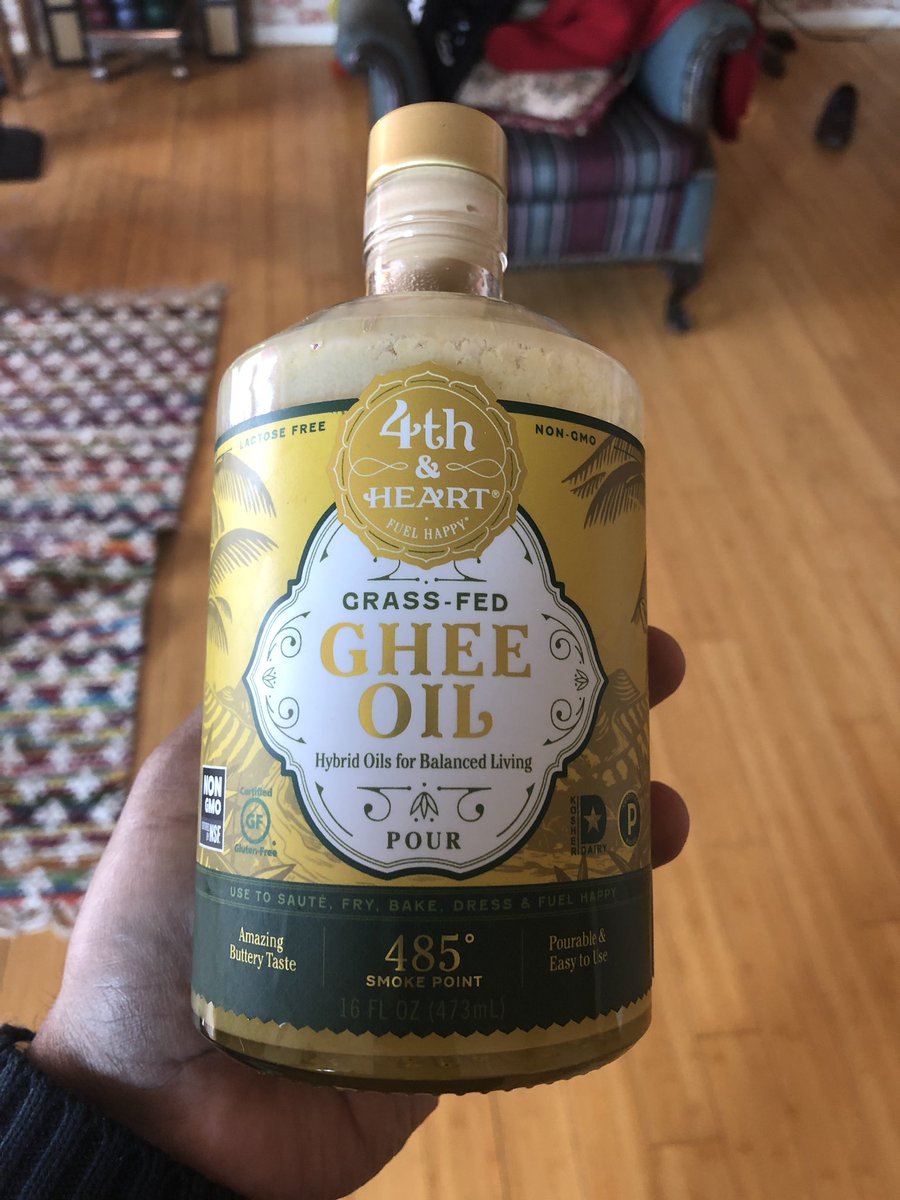 LACTOSE FREE
NON-GMO
4th
&
HEART®
FUEL HAPPY®
GRASS-FED
GHEE
OIL
Hybrid Oils for Balanced Living
POUR
NON
GMO
NSF
Certified
GF
Gluten-Free
KOSHER
D
DAIRY
P
USE TO SAUTÉ, FRY, BAKE, DRESS & FUEL HAPPY
Amazing
Buttery Taste
485°
SMOKE POINT
Pourable &
Easy to Use
16 FL OZ (473mL)